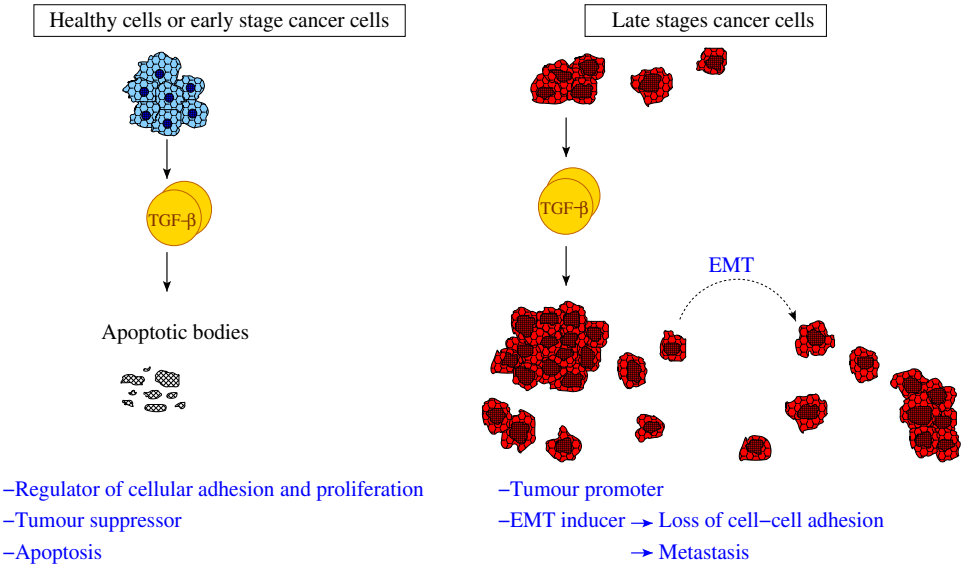 Healthy cells or early stage cancer cells
TGF-β
Apoptotic bodies
-Regulator of cellular adhesion and proliferation
-Tumour suppressor
-Apoptosis
Late stages cancer cells
TGF-β
EMT
-Tumour promoter
-EMT inducer → Loss of cell-cell adhesion
→ Metastasis